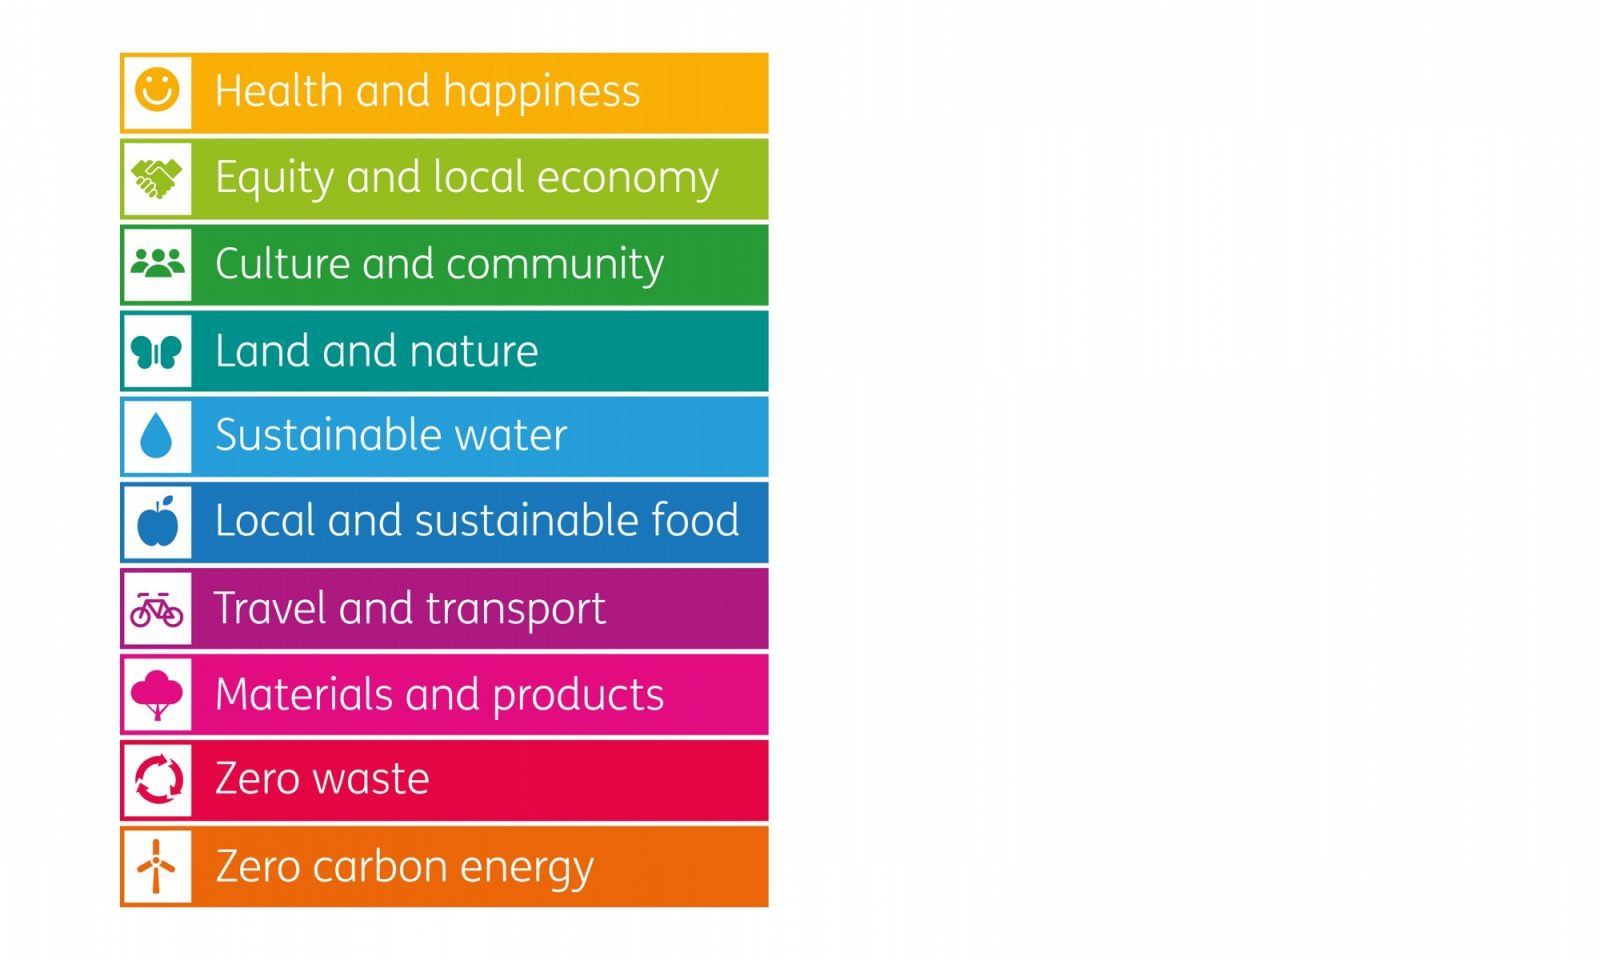 Health and happiness
Equity and local economy
Culture and community
Land and nature
Sustainable water
Local and sustainable food
Travel and transport
Materials and products
Zero waste
Zero carbon energy